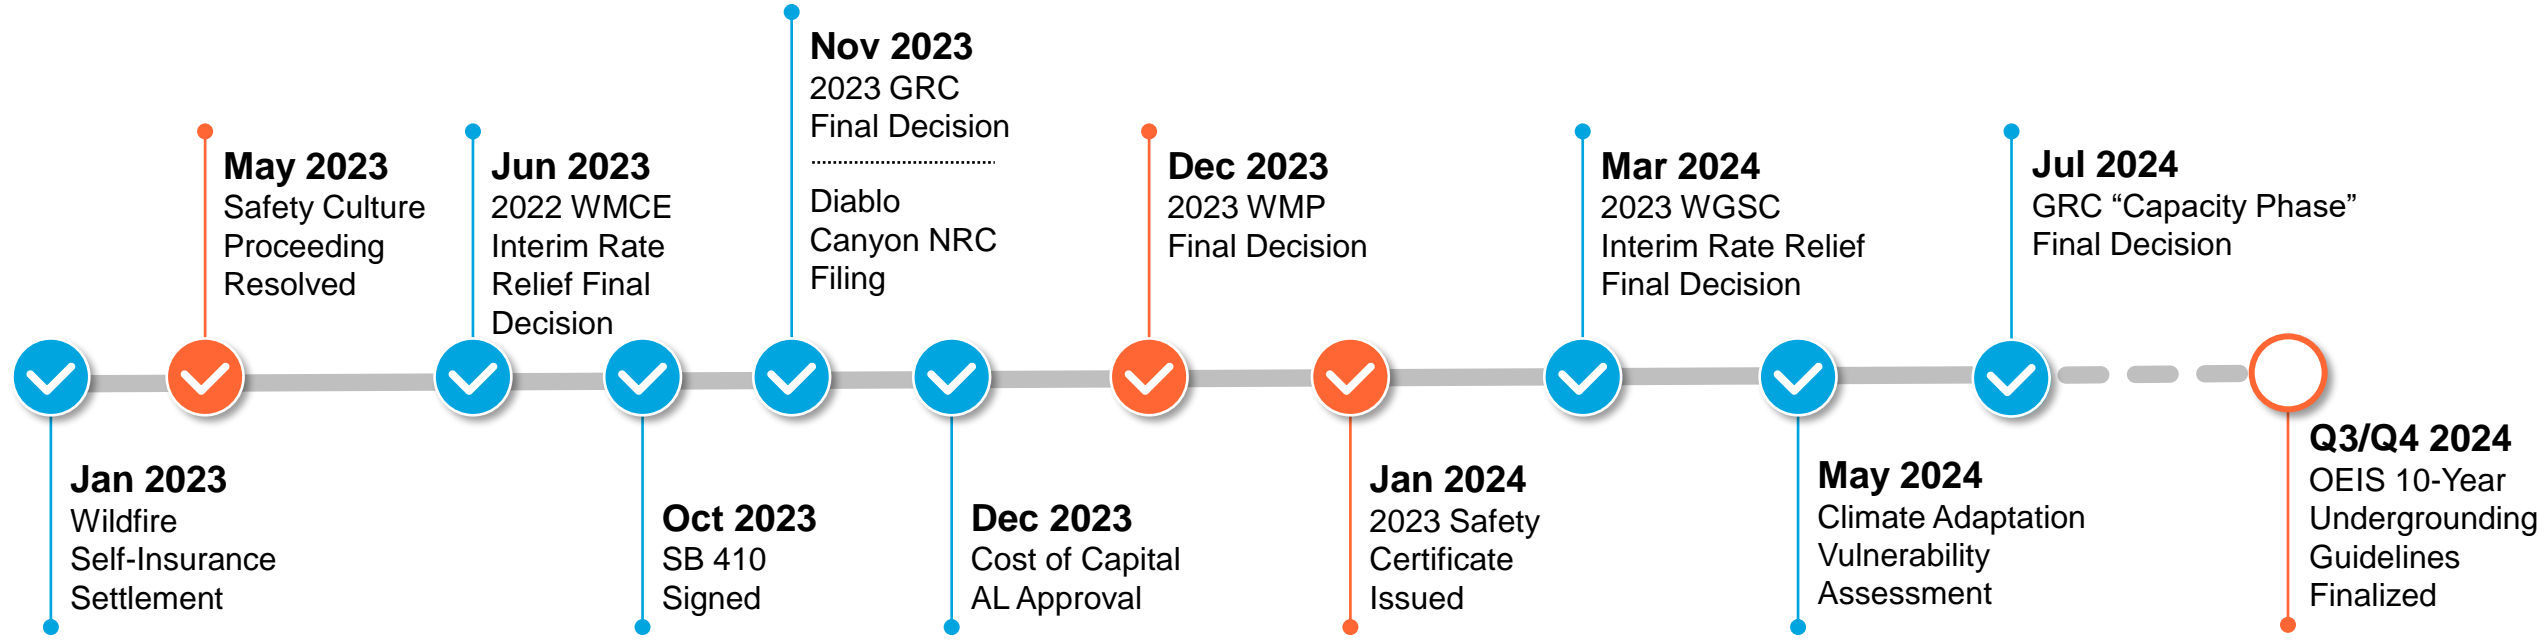 Jan 2023
Wildfire
Self-Insurance
Settlement
May 2023
Safety Culture
Proceeding
Resolved
Jun 2023
2022 WMCE
Interim Rate
Relief Final
Decision
Oct 2023
SB 410
Signed
Nov 2023
2023 GRC
Final Decision
Diablo
Canyon NRC
Filing
Dec 2023
Cost of Capital
AL Approval
Dec 2023
2023 WMP
Final Decision
Jan 2024
2023 Safety
Certificate
Issued
Mar 2024
2023 WGSC
Interim Rate Relief
Final Decision
May 2024
Climate Adaptation
Vulnerability
Assessment
Jul 2024
GRC “Capacity Phase”
Final Decision
Q3/Q4 2024
OEIS 10-Year
Undergrounding
Guidelines
Finalized